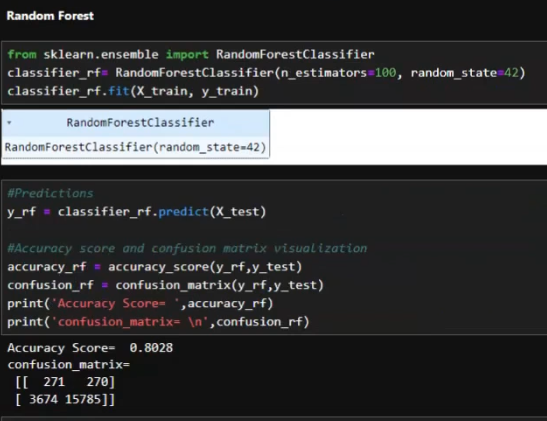 Random Forest
from sklearn.ensemble import RandomForestClassifier
classifier_rf= RandomForestClassifier(n_estimators=100, random_state=42)
classifier_rf.fit(X_train, y_train)
RandomForestClassifier
RandomForestClassifier(random_state=42)
#Predictions
y_rf = classifier_rf.predict(X_test)
#Accuracy score and confusion matrix visualization
accuracy_rf = accuracy_score(y_rf,y_test)
confusion_rf = confusion_matrix(y_rf,y_test)
print('Accuracy Score= ',accuracy_rf)
print('confusion_matrix= \n',confusion_rf)
Accuracy Score=  0.8028
confusion_matrix=
 [[  271   270]
 [ 3674 15785]]